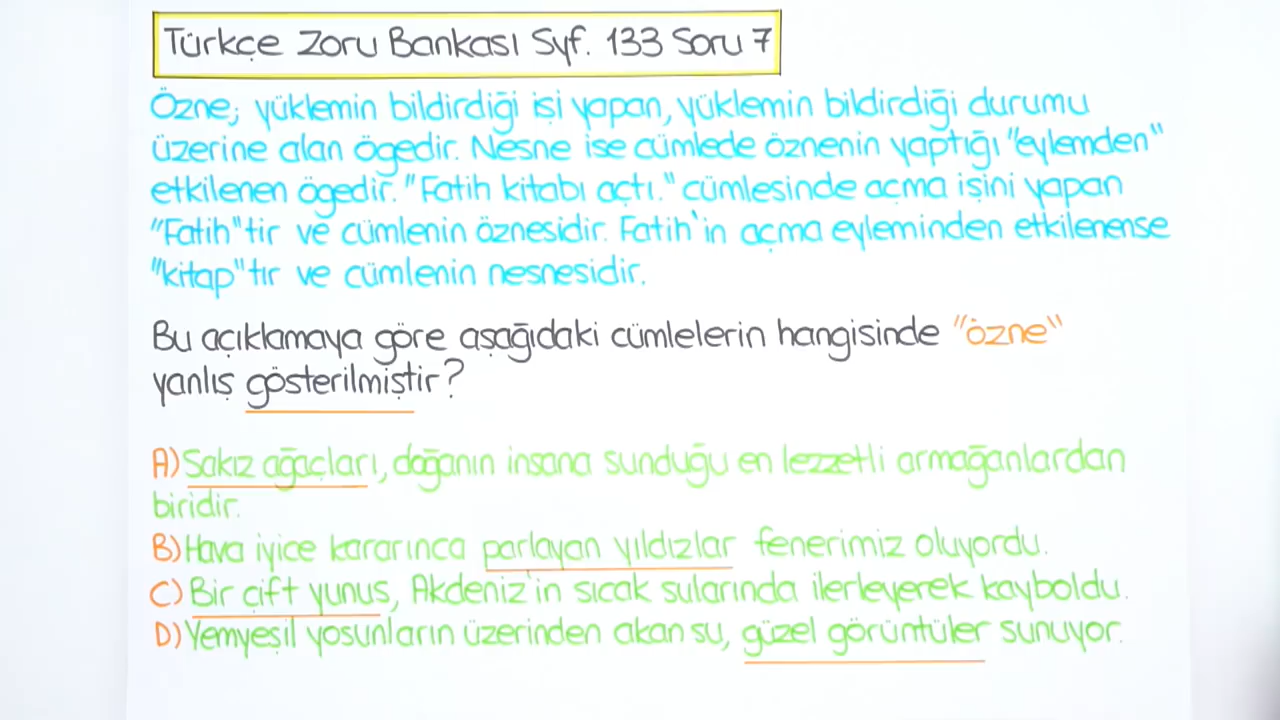 Türkçe Zoru Bankası Syf. 133 Soru 7
Özne; yüklemin bildirdiği işi yapan, yüklemin bildirdiği durumu
üzerine alan ögedir. Nesne ise cümlede öznenin yaptığı "eylemden"
etkilenen ögedir. "Fatih kitabı açtı." cümlesinde açma işini yapan
"Fatih"tir ve cümlenin öznesidir. Fatih'in açma eyleminden etkilenense
"kitap"tır ve cümlenin nesnesidir.
Bu açıklamaya göre aşağıdaki cümlelerin hangisinde "özne"
yanlış gösterilmiştir?
A) Sakız ağaçları, doğanın insana sunduğu en lezzetli armağanlardan
biridir.
B) Hava iyice kararınca parlayan yıldızlar fenerimiz oluyordu.
C) Bir çift yunus, Akdeniz'in sıcak sularında ilerleyerek kayboldu.
D) Yemyeşil yosunların üzerinden akan su, güzel görüntüler sunuyor.